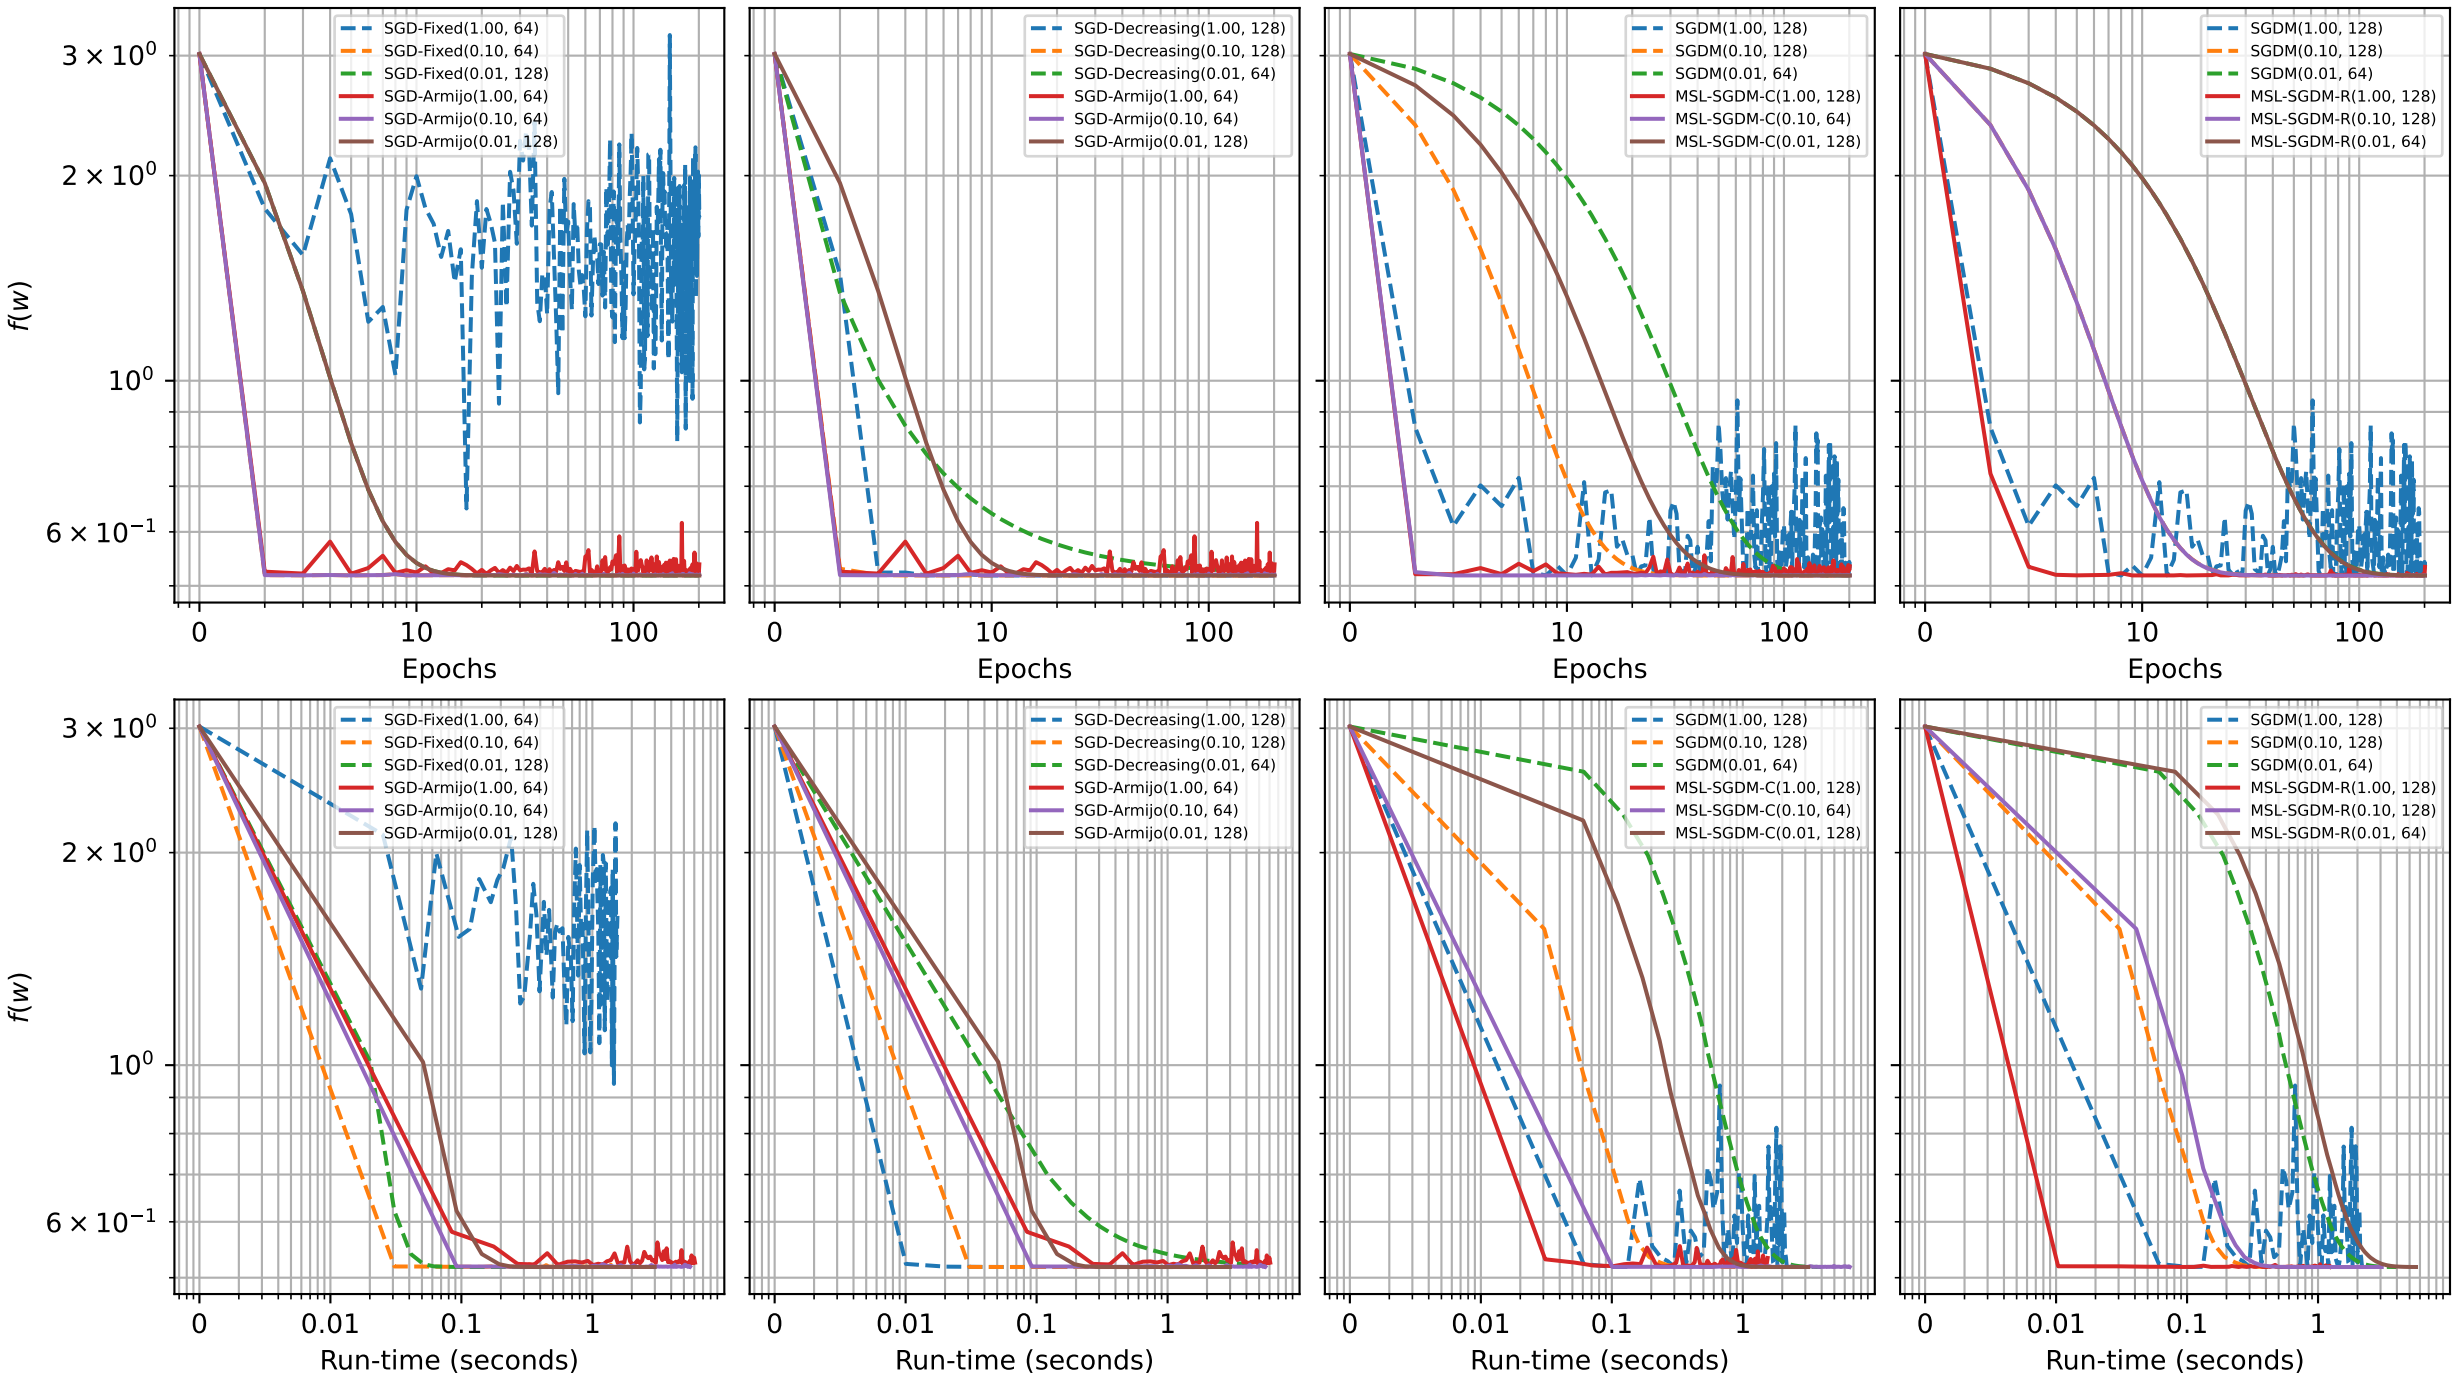 SGD-Fixed(1.00, 64)
SGD-Fixed(0.10, 64)
SGD-Fixed(0.01, 128)
SGD-Armijo(1.00, 64)
SGD-Armijo(0.10, 64)
SGD-Armijo(0.01, 128)
3 × 10⁰
2 × 10⁰
10⁰
6 × 10⁻¹
f(w)
0 10 100
Epochs
SGD-Decreasing(1.00, 128)
SGD-Decreasing(0.10, 128)
SGD-Decreasing(0.01, 64)
SGD-Armijo(1.00, 64)
SGD-Armijo(0.10, 64)
SGD-Armijo(0.01, 128)
0 10 100
Epochs
SGDM(1.00, 128)
SGDM(0.10, 128)
SGDM(0.01, 64)
MSL-SGDM-C(1.00, 128)
MSL-SGDM-C(0.10, 64)
MSL-SGDM-C(0.01, 128)
0 10 100
Epochs
SGDM(1.00, 128)
SGDM(0.10, 128)
SGDM(0.01, 64)
MSL-SGDM-R(1.00, 128)
MSL-SGDM-R(0.10, 128)
MSL-SGDM-R(0.01, 64)
0 10 100
Epochs
SGD-Fixed(1.00, 64)
SGD-Fixed(0.10, 64)
SGD-Fixed(0.01, 128)
SGD-Armijo(1.00, 64)
SGD-Armijo(0.10, 64)
SGD-Armijo(0.01, 128)
3 × 10⁰
2 × 10⁰
10⁰
6 × 10⁻¹
f(w)
0 0.01 0.1 1
Run-time (seconds)
SGD-Decreasing(1.00, 128)
SGD-Decreasing(0.10, 128)
SGD-Decreasing(0.01, 64)
SGD-Armijo(1.00, 64)
SGD-Armijo(0.10, 64)
SGD-Armijo(0.01, 128)
0 0.01 0.1 1
Run-time (seconds)
SGDM(1.00, 128)
SGDM(0.10, 128)
SGDM(0.01, 64)
MSL-SGDM-C(1.00, 128)
MSL-SGDM-C(0.10, 64)
MSL-SGDM-C(0.01, 128)
0 0.01 0.1 1
Run-time (seconds)
SGDM(1.00, 128)
SGDM(0.10, 128)
SGDM(0.01, 64)
MSL-SGDM-R(1.00, 128)
MSL-SGDM-R(0.10, 128)
MSL-SGDM-R(0.01, 64)
0 0.01 0.1 1
Run-time (seconds)